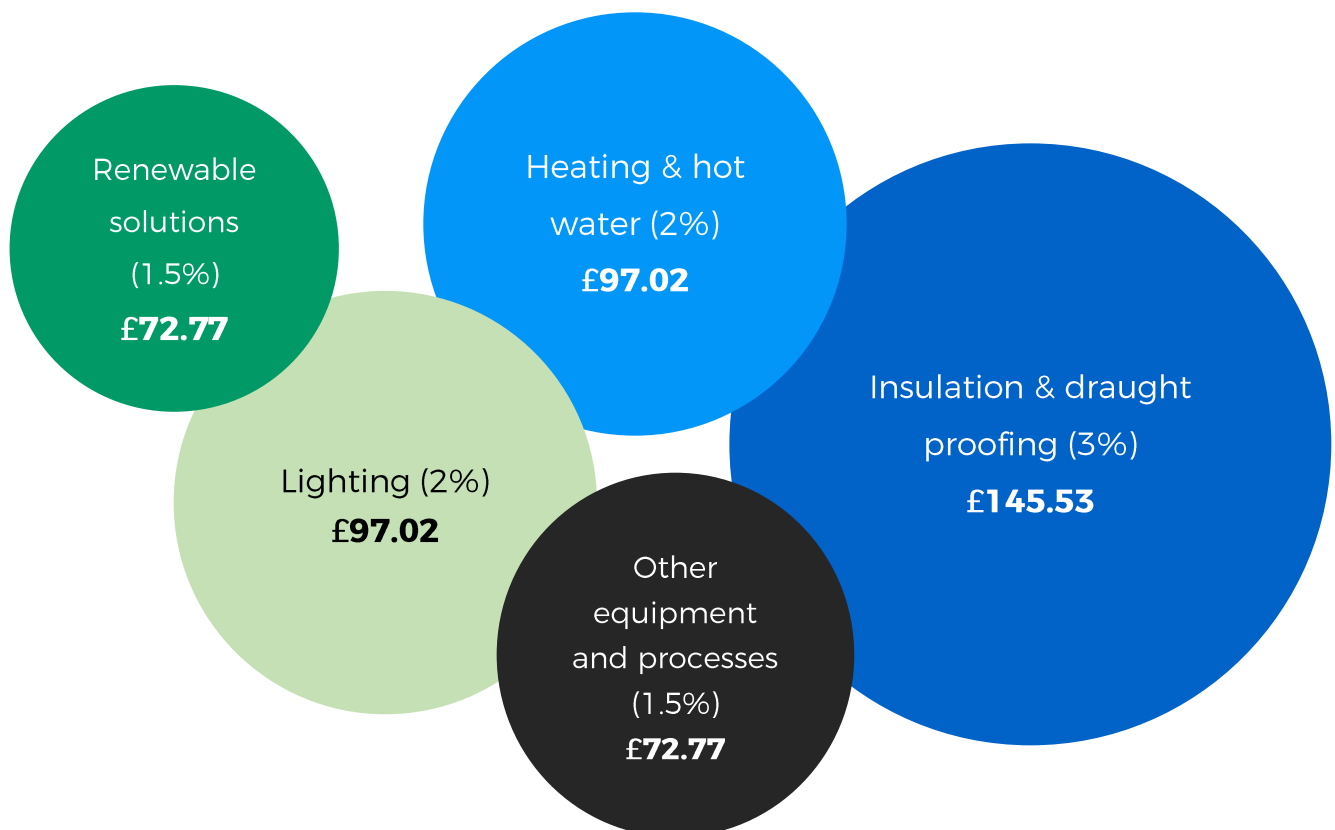 Renewable
solutions
(1.5%)
£72.77
Heating & hot
water (2%)
£97.02
Insulation & draught
proofing (3%)
£145.53
Lighting (2%)
£97.02
Other
equipment
and processes
(1.5%)
£72.77